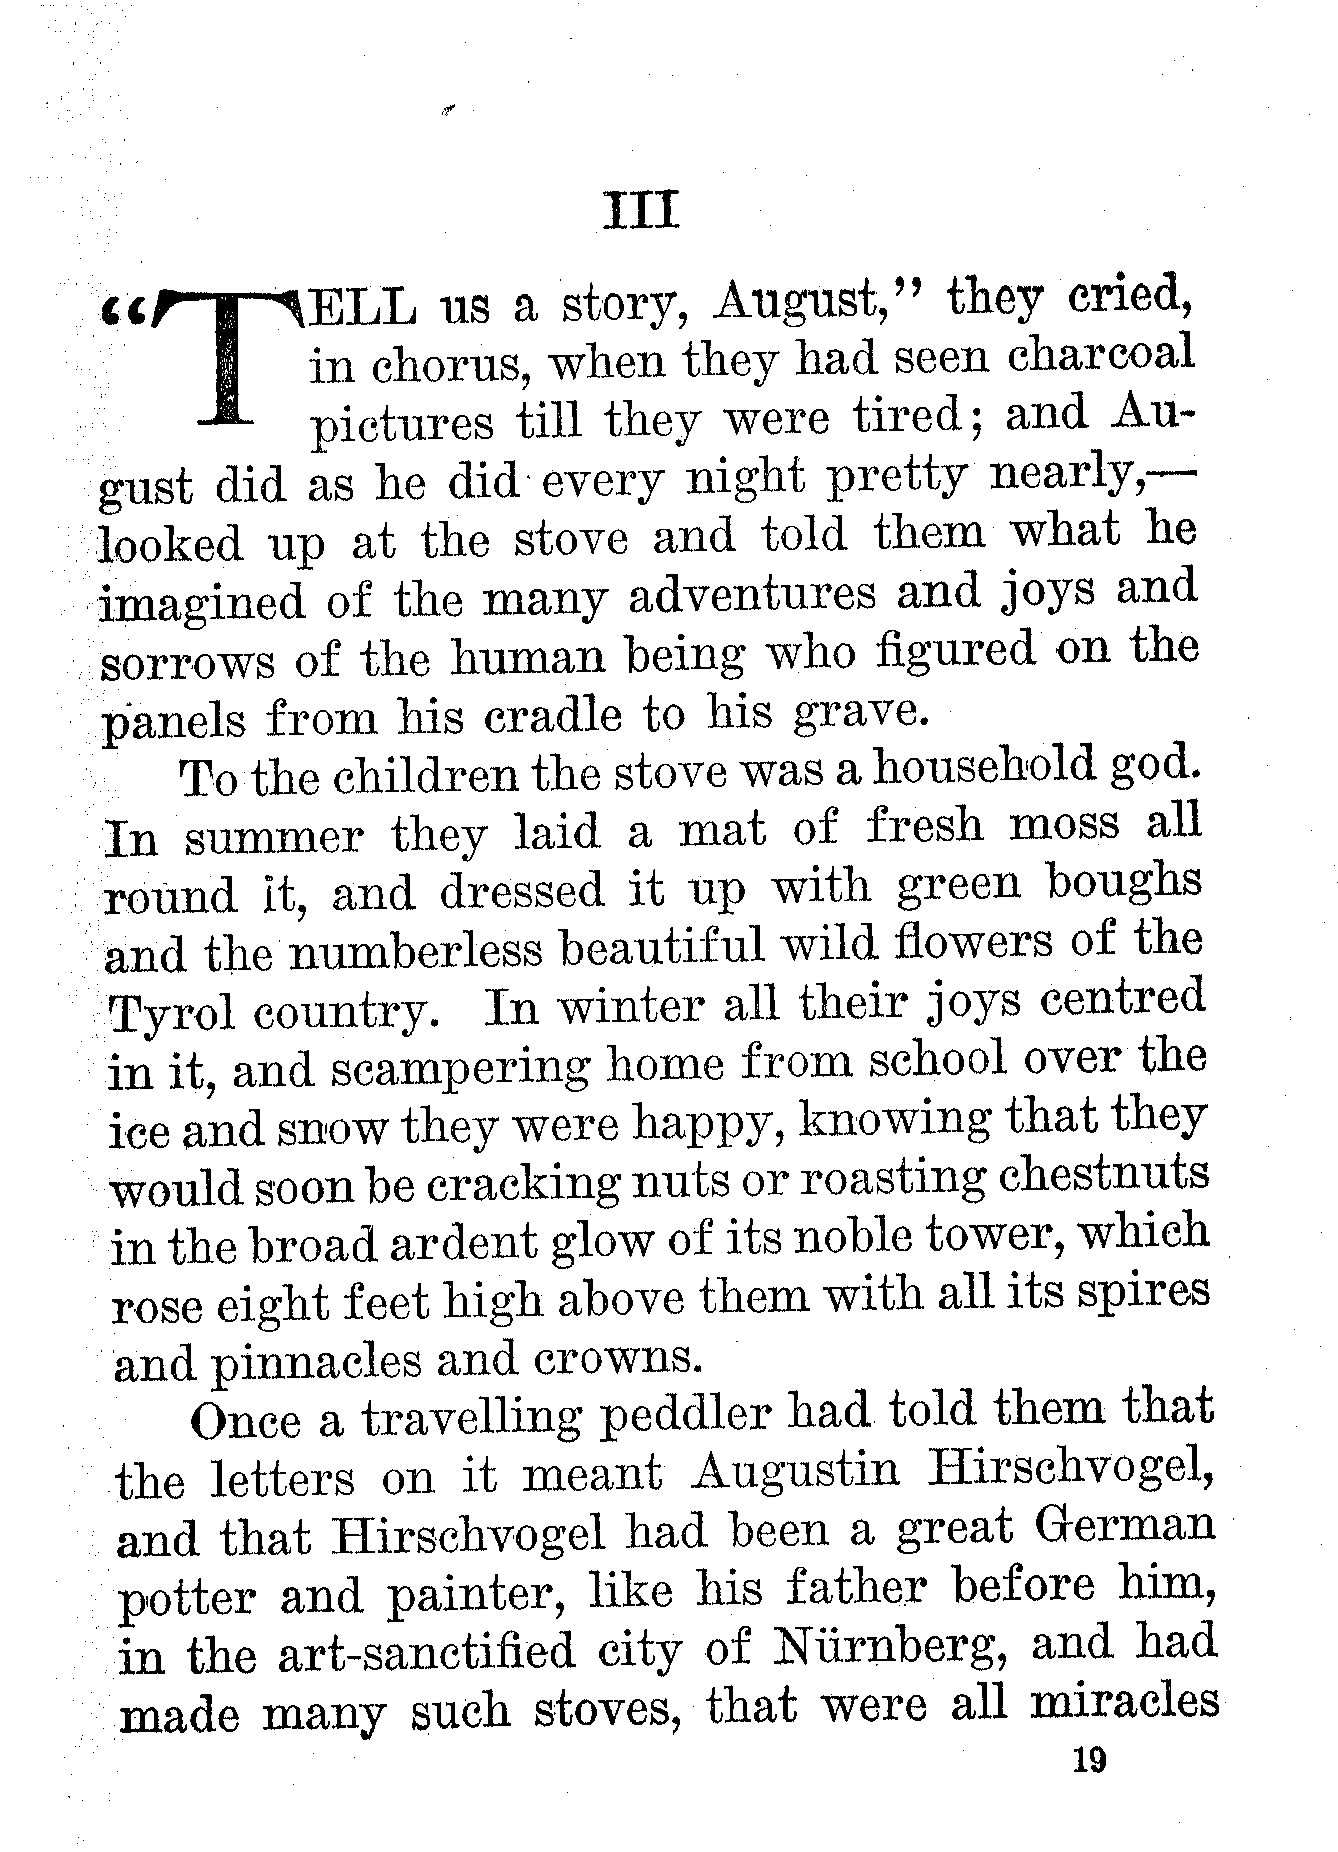 III
“TELL us a story, August,” they cried,
in chorus, when they had seen charcoal
pictures till they were tired; and Au-
gust did as he did every night pretty nearly,—
looked up at the stove and told them what he
imagined of the many adventures and joys and
sorrows of the human being who figured on the
panels from his cradle to his grave.
To the children the stove was a household god.
In summer they laid a mat of fresh moss all
round it, and dressed it up with green boughs
and the numberless beautiful wild flowers of the
Tyrol country. In winter all their joys centred
in it, and scampering home from school over the
ice and snow they were happy, knowing that they
would soon be cracking nuts or roasting chestnuts
in the broad ardent glow of its noble tower, which
rose eight feet high above them with all its spires
and pinnacles and crowns.
Once a travelling peddler had told them that
the letters on it meant Augustin Hirschvogel,
and that Hirschvogel had been a great German
potter and painter, like his father before him,
in the art-sanctified city of Nürnberg, and had
made many such stoves, that were all miracles
19